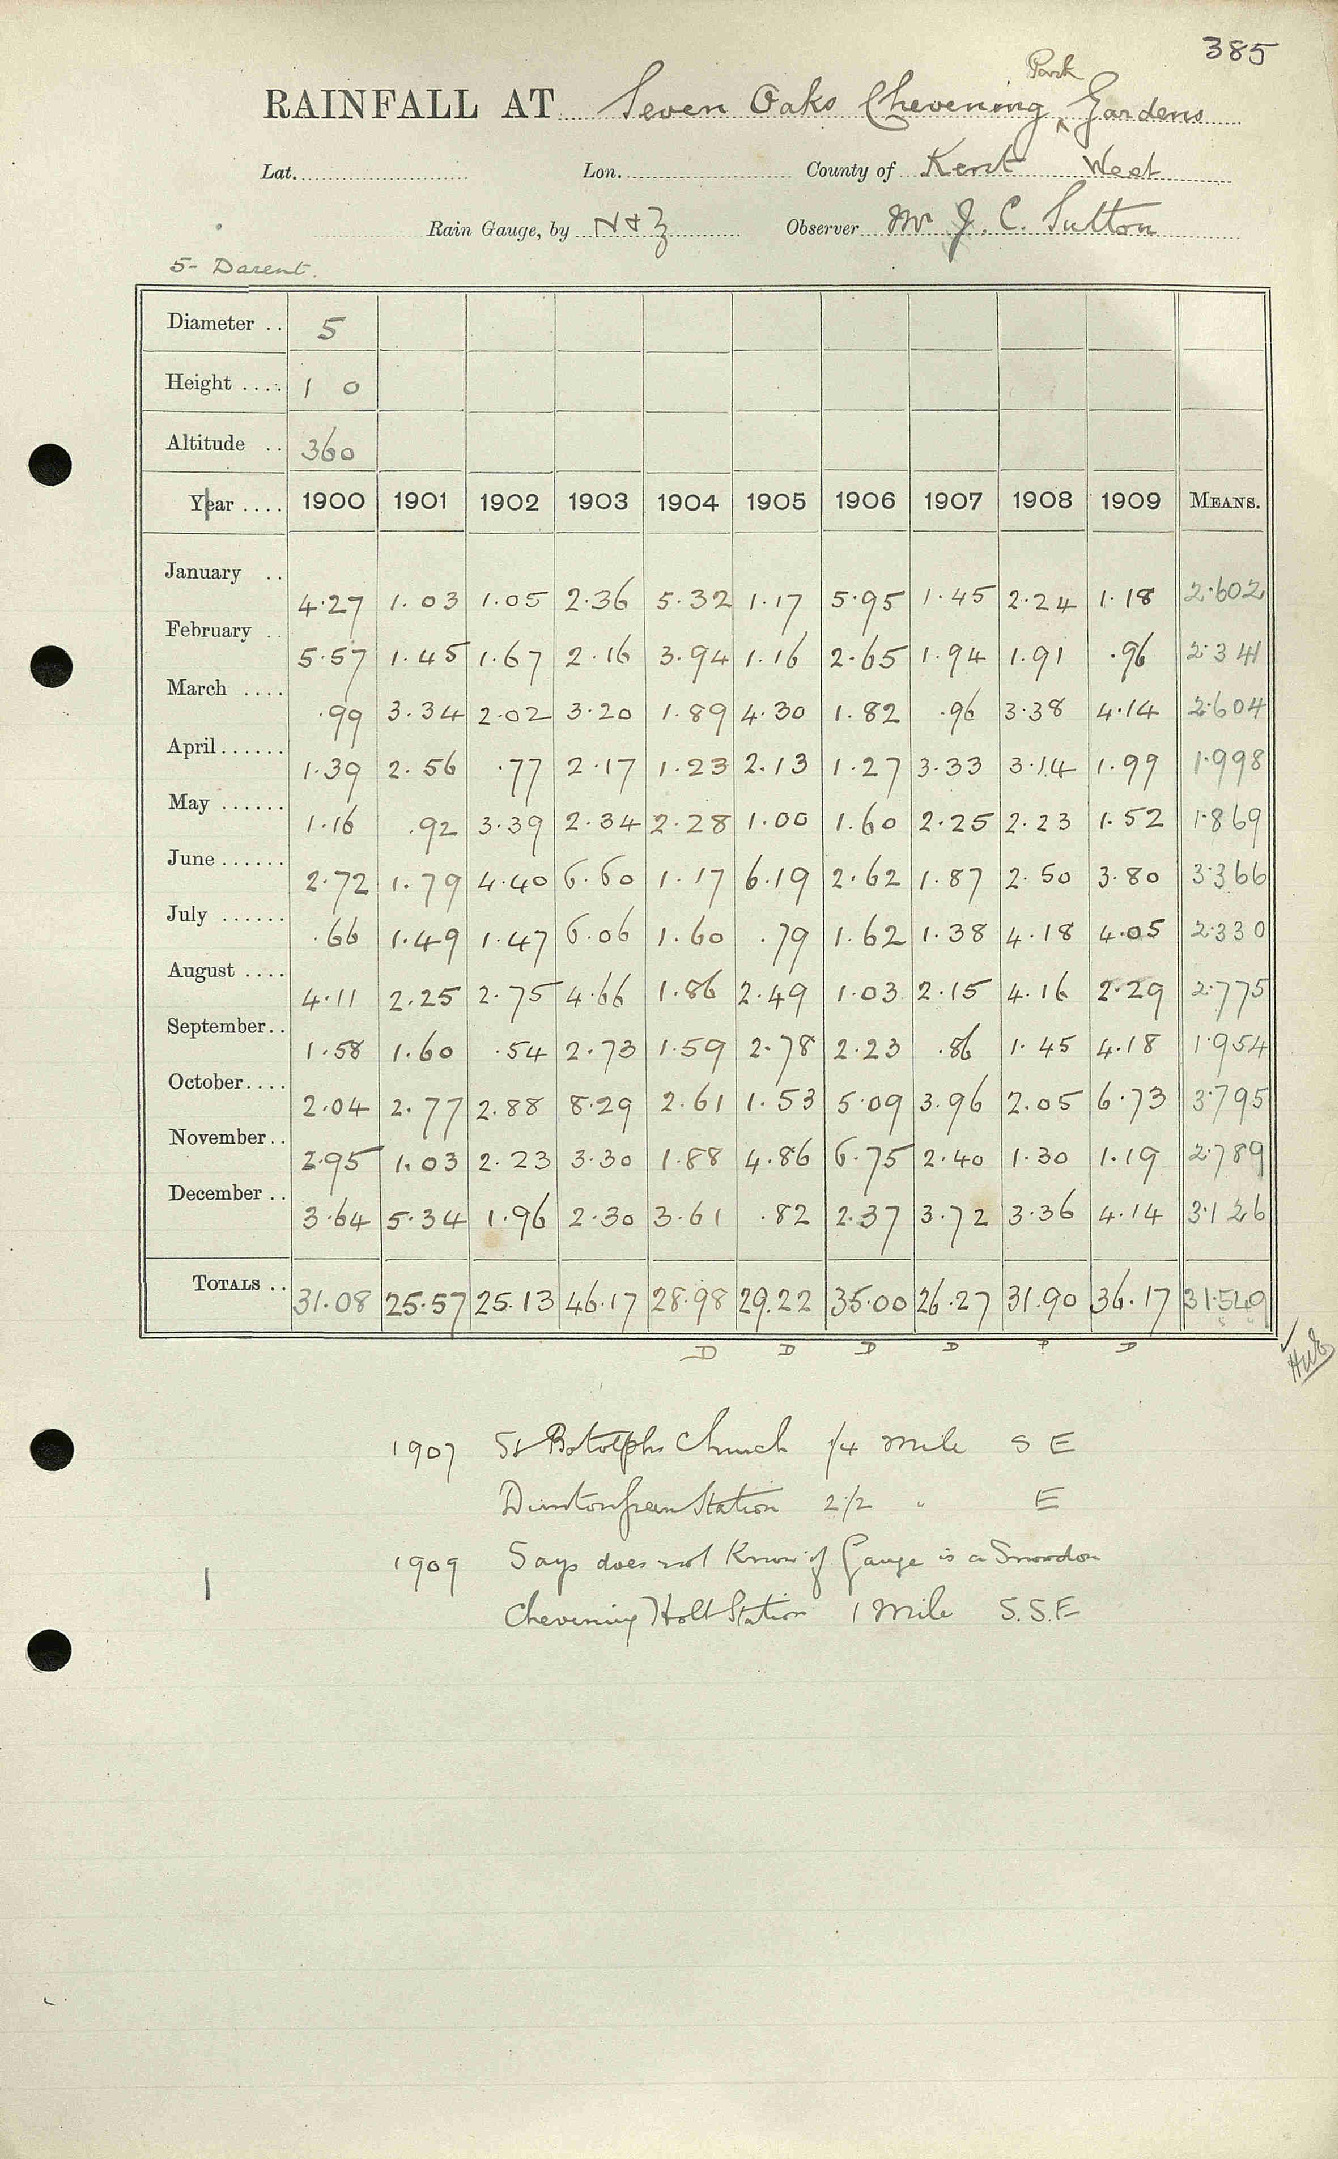 385
Park
RAINFALL AT Seven Oaks Chevening ^ Gardens
Lat. Lon. County of Kent West
Rain Gauge, by N & Z Observer Mr J. C. Sutton
5- Darent.
Diameter .. 5
Height .... 1 0
Altitude .. 360
Year .... 1900 1901 1902 1903 1904 1905 1906 1907 1908 1909 MEANS.
January .. 4.27 1.03 1.05 2.36 5.32 1.17 5.95 1.45 2.24 1.18 2.602
February .. 5.57 1.45 1.67 2.16 3.94 1.16 2.65 1.94 1.91 .96 2.341
March .... .99 3.34 2.02 3.20 1.89 4.30 1.82 .96 3.38 4.14 2.604
April ...... 1.39 2.56 .77 2.17 1.23 2.13 1.27 3.33 3.14 1.99 1.998
May ...... 1.16 .92 3.39 2.34 2.28 1.00 1.60 2.25 2.23 1.52 1.869
June ...... 2.72 1.79 4.40 6.60 1.17 6.19 2.62 1.87 2.50 3.80 3.366
July ...... .66 1.49 1.47 6.06 1.60 .79 1.62 1.38 4.18 4.05 2.330
August .... 4.11 2.25 2.75 4.66 1.86 2.49 1.03 2.15 4.16 2.29 2.775
September.. 1.58 1.60 .54 2.73 1.59 2.78 2.23 .86 1.45 4.18 1.954
October.... 2.04 2.77 2.88 8.29 2.61 1.53 5.09 3.96 2.05 6.73 3.795
November.. 2.95 1.03 2.23 3.30 1.88 4.86 6.75 2.40 1.30 1.19 2.789
December .. 3.64 5.34 1.96 2.30 3.61 .82 2.37 3.72 3.36 4.14 3.126
TOTALS .. 31.08 25.57 25.13 46.17 28.98 29.22 35.00 26.27 31.90 36.17 31.549
D D D D P D
1907 St Botolphs Church 1/4 Mile S E
Dunton Green Station 2 1/2 " E
1909 Says does not Know if Gauge is a Snowdon
Chevening Holt Station 1 Mile S.S.E